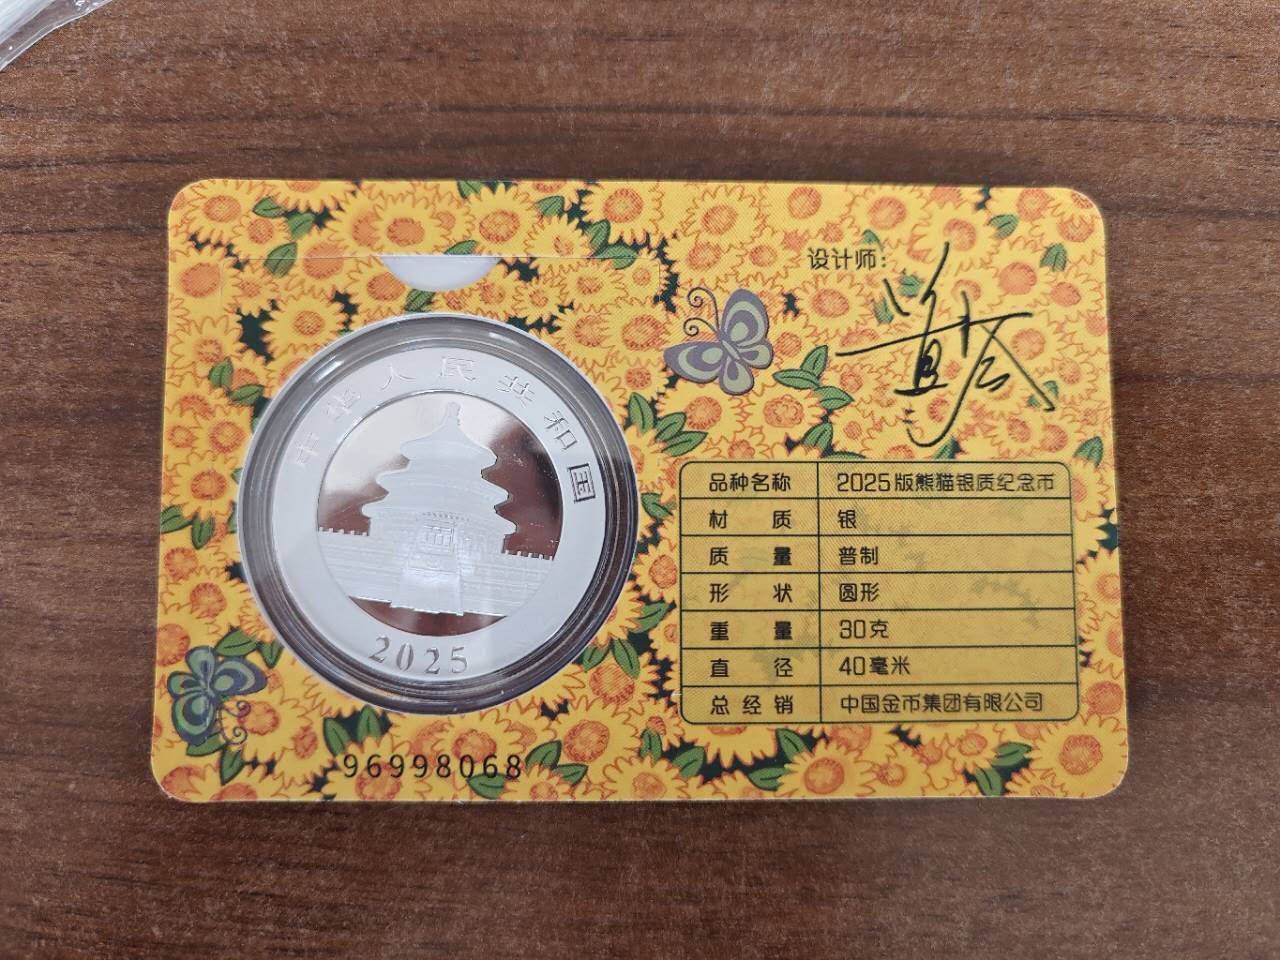 中华人民共和国
2025
96998068
设计师:
品种名称 2025版熊猫银质纪念币
材质 银
质量 普制
形状 圆形
重量 30克
直径 40毫米
总经销 中国金币集团有限公司